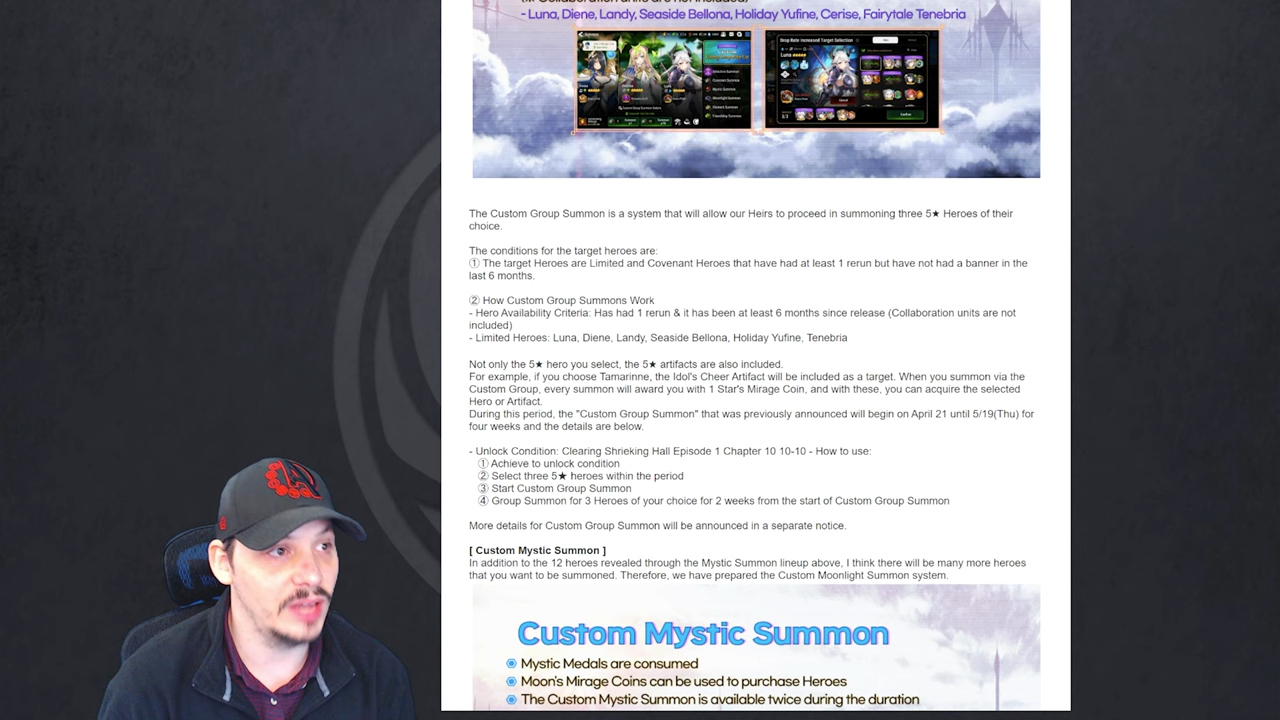 - Luna, Diene, Landy, Seaside Bellona, Holiday Yufine, Cerise, Fairytale Tenebria
Drop Rate Increased Target Selection
Luna
The Custom Group Summon is a system that will allow our Heirs to proceed in summoning three 5★ Heroes of their
choice.
The conditions for the target heroes are:
① The target Heroes are Limited and Covenant Heroes that have had at least 1 rerun but have not had a banner in the
last 6 months.
② How Custom Group Summons Work
- Hero Availability Criteria: Has had 1 rerun & it has been at least 6 months since release (Collaboration units are not
included)
- Limited Heroes: Luna, Diene, Landy, Seaside Bellona, Holiday Yufine, Tenebria
Not only the 5★ hero you select, the 5★ artifacts are also included.
For example, if you choose Tamarinne, the Idol's Cheer Artifact will be included as a target. When you summon via the
Custom Group, every summon will award you with 1 Star's Mirage Coin, and with these, you can acquire the selected
Hero or Artifact.
During this period, the "Custom Group Summon" that was previously announced will begin on April 21 until 5/19(Thu) for
four weeks and the details are below.
- Unlock Condition: Clearing Shrieking Hall Episode 1 Chapter 10 10-10 - How to use:
① Achieve to unlock condition
② Select three 5★ heroes within the period
③ Start Custom Group Summon
④ Group Summon for 3 Heroes of your choice for 2 weeks from the start of Custom Group Summon
More details for Custom Group Summon will be announced in a separate notice.
[ Custom Mystic Summon ]
In addition to the 12 heroes revealed through the Mystic Summon lineup above, I think there will be many more heroes
that you want to be summoned. Therefore, we have prepared the Custom Moonlight Summon system.
Custom Mystic Summon
Mystic Medals are consumed
Moon's Mirage Coins can be used to purchase Heroes
The Custom Mystic Summon is available twice during the duration